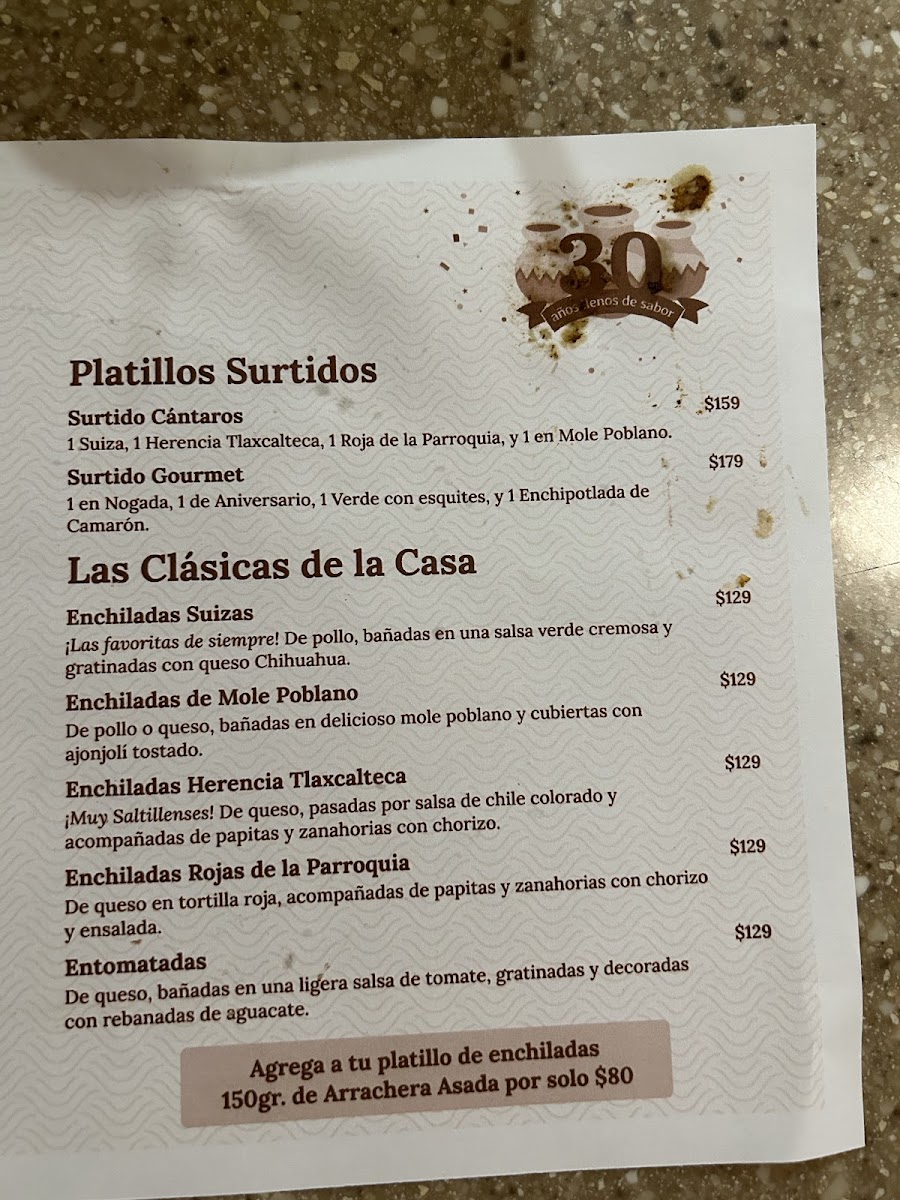 30
años llenos de sabor
Platillos Surtidos
Surtido Cántaros $159
1 Suiza, 1 Herencia Tlaxcalteca, 1 Roja de la Parroquia, y 1 en Mole Poblano.
Surtido Gourmet $179
1 en Nogada, 1 de Aniversario, 1 Verde con esquites, y 1 Enchipotlada de
Camarón.
Las Clásicas de la Casa
Enchiladas Suizas $129
¡Las favoritas de siempre! De pollo, bañadas en una salsa verde cremosa y
gratinadas con queso Chihuahua.
Enchiladas de Mole Poblano $129
De pollo o queso, bañadas en delicioso mole poblano y cubiertas con
ajonjolí tostado.
Enchiladas Herencia Tlaxcalteca $129
¡Muy Saltillenses! De queso, pasadas por salsa de chile colorado y
acompañadas de papitas y zanahorias con chorizo.
Enchiladas Rojas de la Parroquia $129
De queso en tortilla roja, acompañadas de papitas y zanahorias con chorizo
y ensalada.
Entomatadas $129
De queso, bañadas en una ligera salsa de tomate, gratinadas y decoradas
con rebanadas de aguacate.
Agrega a tu platillo de enchiladas
150gr. de Arrachera Asada por solo $80